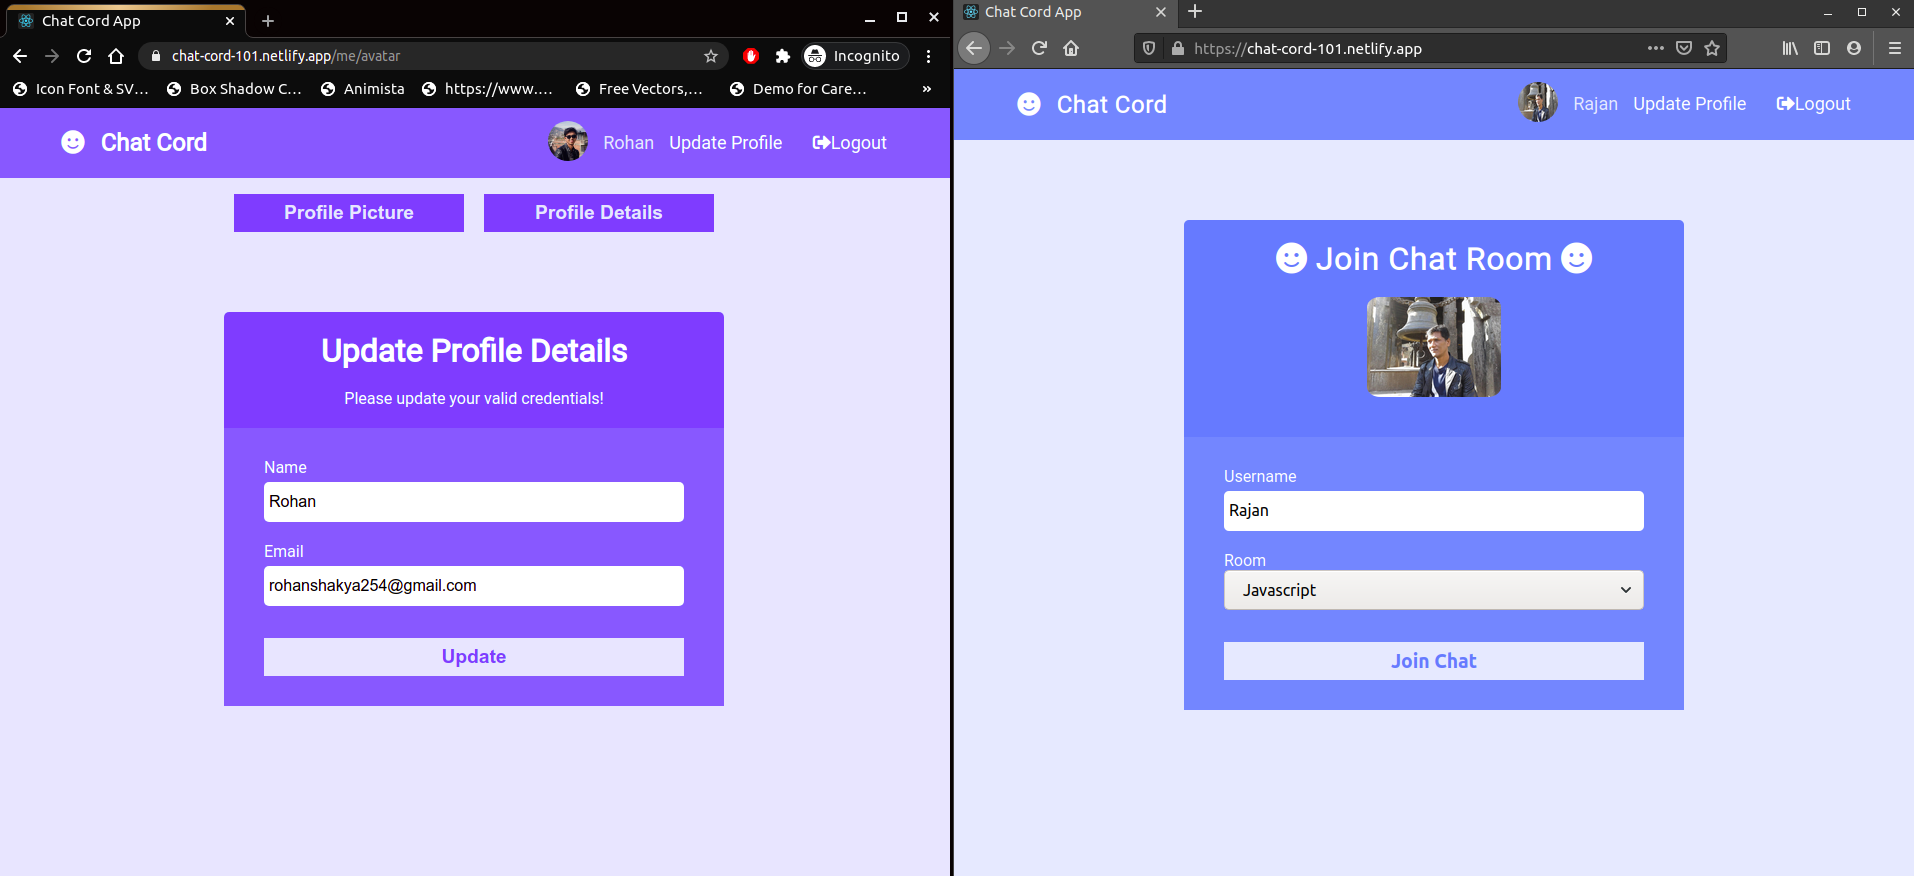 Chat Cord App
chat-cord-101.netlify.app/me/avatar
Incognito
Icon Font & SV...
Box Shadow C...
Animista
https://www....
Free Vectors,...
Demo for Care...
»
Chat Cord
Rohan
Update Profile
Logout
Profile Picture
Profile Details
Update Profile Details
Please update your valid credentials!
Name
Rohan
Email
rohanshakya254@gmail.com
Update
Chat Cord App
https://chat-cord-101.netlify.app
Chat Cord
Rajan
Update Profile
Logout
Join Chat Room
Username
Rajan
Room
Javascript
Join Chat